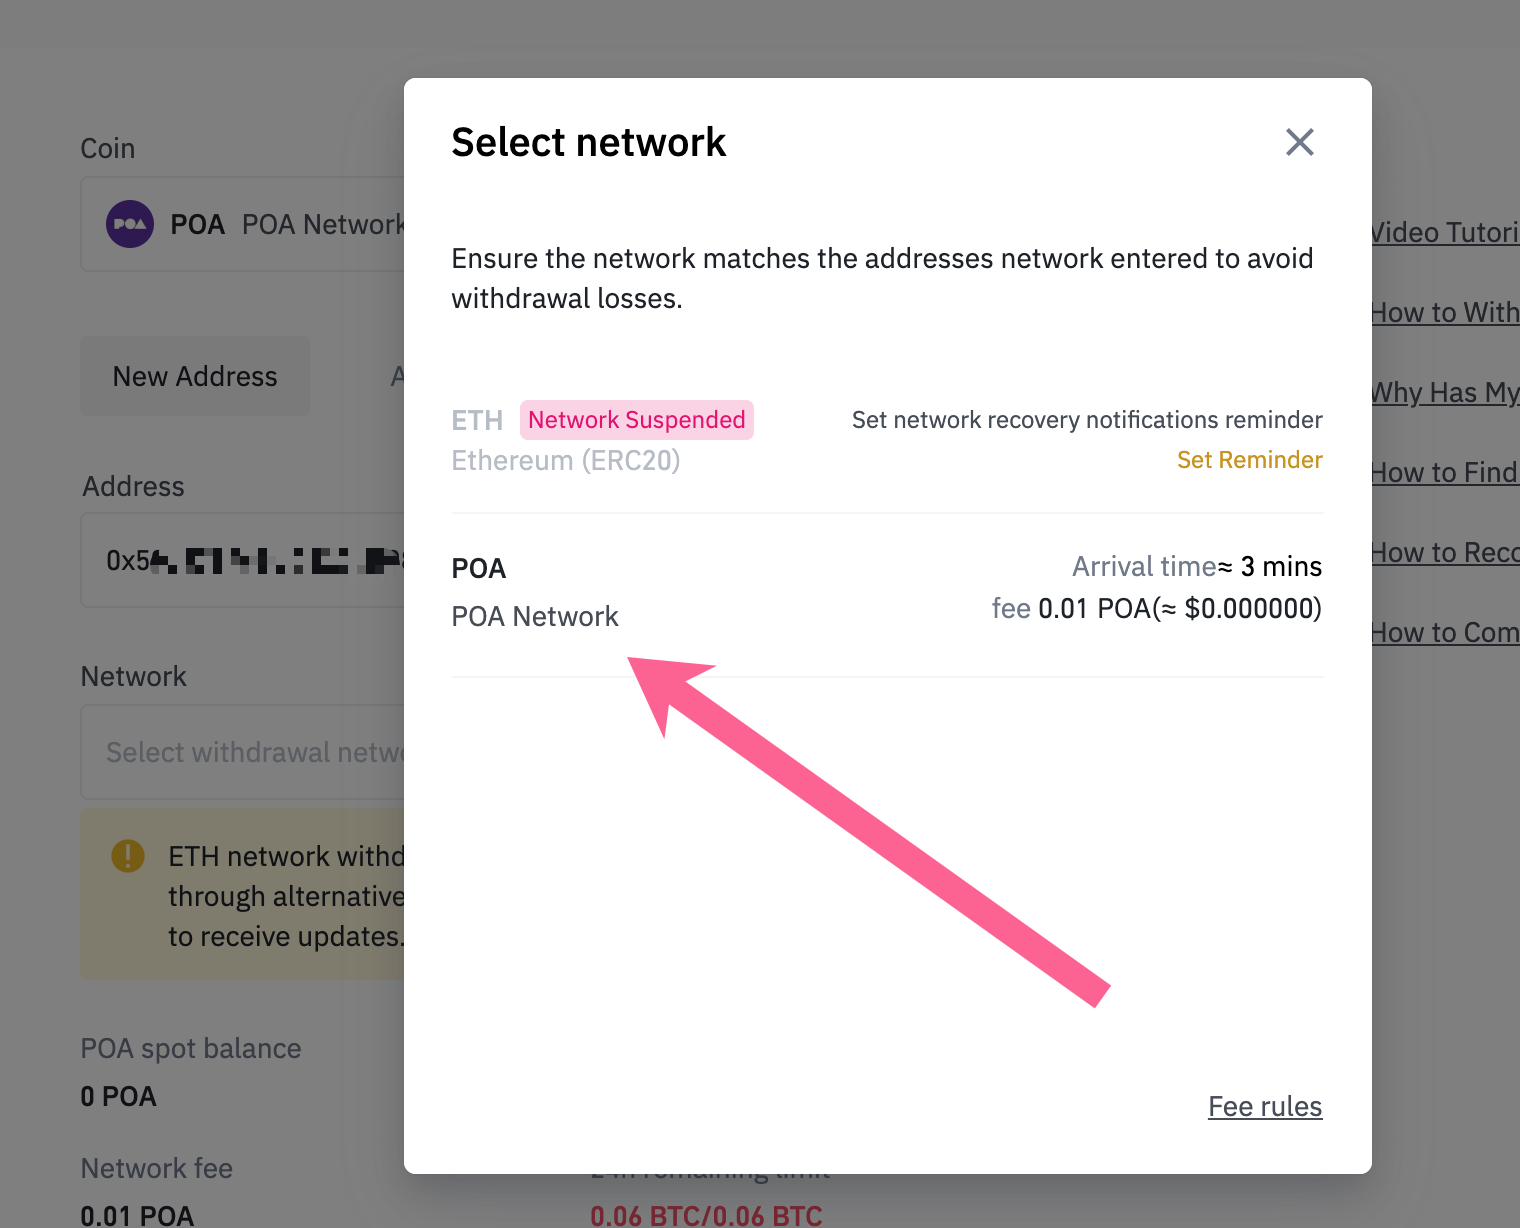 Select network
Coin
POA POA POA Network
Ensure the network matches the addresses network entered to avoid
withdrawal losses.
Video Tutori
How to With
Why Has My
How to Find
How to Reco
How to Com
New Address
A
ETH Network Suspended
Ethereum (ERC20)
Set network recovery notifications reminder
Set Reminder
Address
0x5
POA
POA Network
Arrival time≈ 3 mins
fee 0.01 POA(≈ $0.000000)
Network
Select withdrawal netwo
ETH network withd
through alternative
to receive updates.
POA spot balance
0 POA
Fee rules
Network fee
0.01 POA
24h remaining limit
0.06 BTC/0.06 BTC